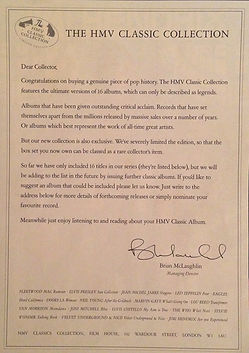 The
HMV
CLASSIC
COLLECTION
THE HMV CLASSIC COLLECTION
Dear Collector,
Congratulations on buying a genuine piece of pop history. The HMV Classic Collection
features the ultimate versions of 16 albums, which can only be described as legends.
Albums that have been given outstanding critical acclaim. Records that have set
themselves apart from the millions released by massive sales over a number of years.
Or albums which best represent the work of all-time great artists.
But our new collection is also exclusive. We've severely limited the edition, so that the
box set you now own can be classed as a rare collector's item.
So far we have only included 16 titles in our series (they're listed below), but we will
be adding to the list in the future by issuing further classic albums. If you'd like to
suggest an album that could be included please let us know. Just write to the
address below for more details of forthcoming releases or simply nominate your
favourite record.
Meanwhile just enjoy listening to and reading about your HMV Classic Album.
Brian McLaughlin
Managing Director
FLEETWOOD MAC Rumours ELVIS PRESLEY Sun Collection JEAN MICHEL JARRE Oxygene LED ZEPPELIN Four EAGLES
Hotel California DOORS L.A Woman NEIL YOUNG After the Goldrush MARVIN GAYE What's Going On LOU REED Transformer
VAN MORRISON Moondance JONI MITCHELL Blue ELVIS COSTELLO My Aim is True THE WHO Who's Next STEVIE
WONDER Talking Book VELVET UNDERGROUND & NICO Velvet Underground & Nico JIMI HENDRIX Are you Experienced
HMV CLASSICS COLLECTION, FILM HOUSE, 142 WARDOUR STREET, LONDON W1 4AU